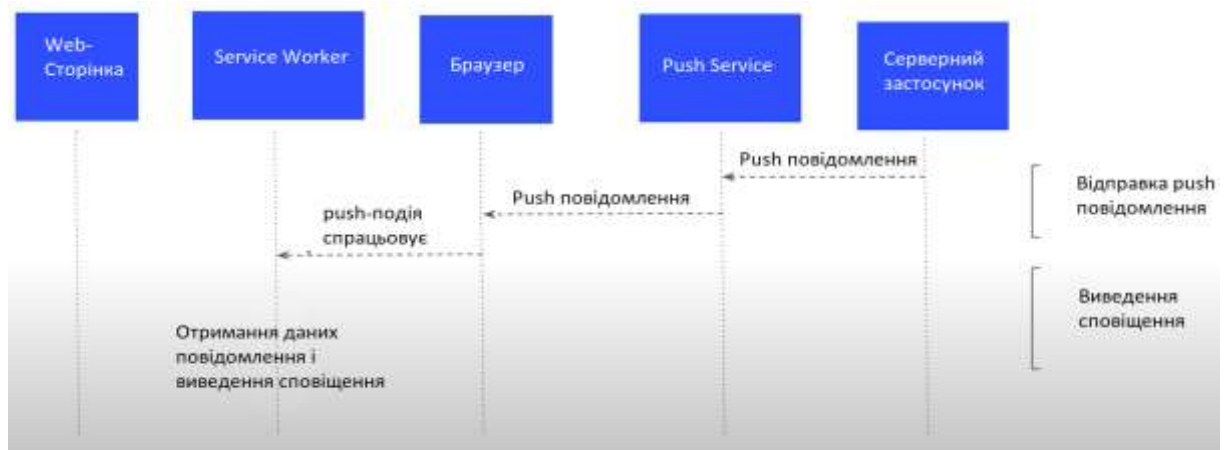 Web-
Сторінка
Service Worker
Браузер
Push Service
Серверний
застосунок
Push повідомлення
Push повідомлення
push-подія
спрацьовує
Отримання даних
повідомлення і
виведення сповіщення
Відправка push
повідомлення
Виведення
сповіщення